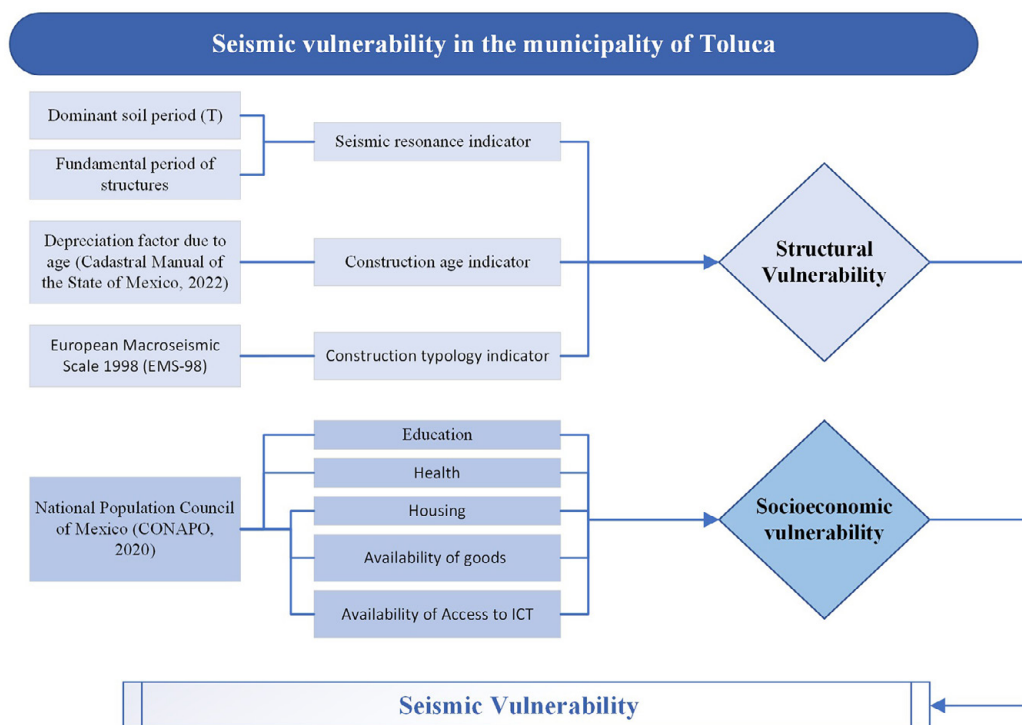 Seismic vulnerability in the municipality of Toluca
Dominant soil period (T)
Fundamental period of
structures
Seismic resonance indicator
Depreciation factor due to
age (Cadastral Manual of
the State of Mexico, 2022)
Construction age indicator
European Macroseismic
Scale 1998 (EMS-98)
Construction typology indicator
Structural
Vulnerability
National Population Council
of Mexico (CONAPO,
2020)
Education
Health
Housing
Availability of goods
Availability of Access to ICT
Socioeconomic
vulnerability
Seismic Vulnerability